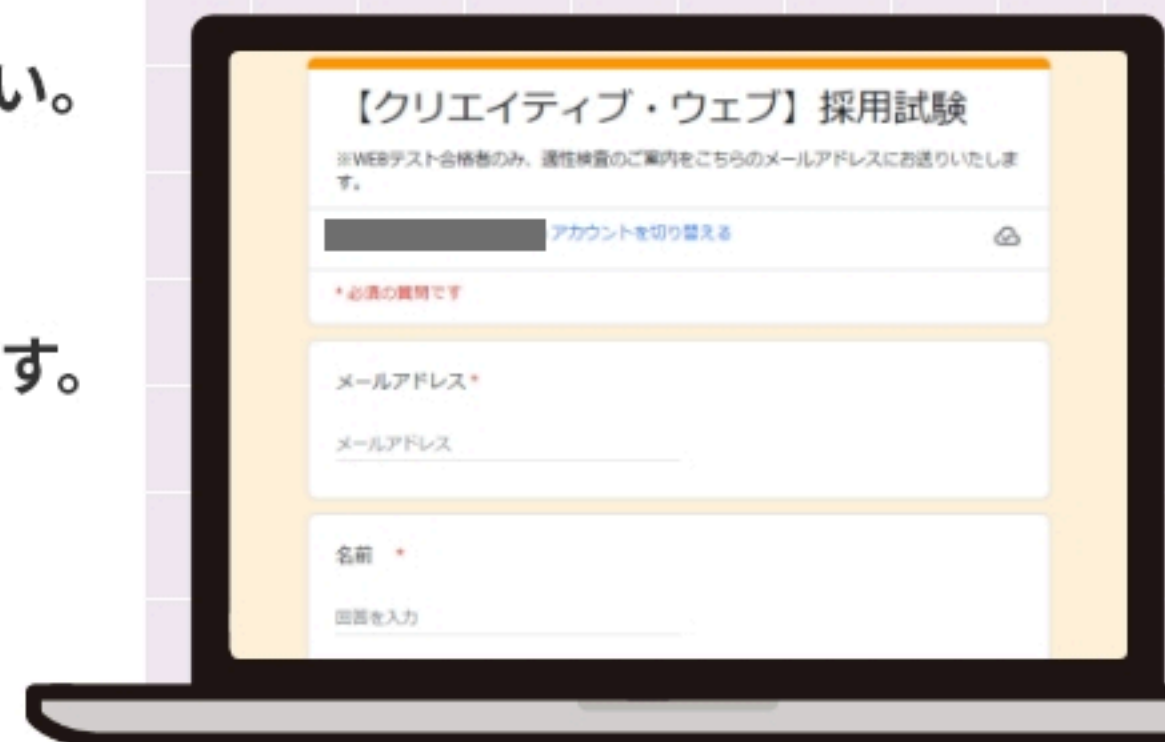 い。
す。
【クリエイティブ・ウェブ】採用試験
※WEBテスト合格者のみ、適性検査のご案内をこちらのメールアドレスにお送りいたしま
す。
アカウントを切り替える
* 必須の質問です
メールアドレス *
メールアドレス
名前 *
回答を入力